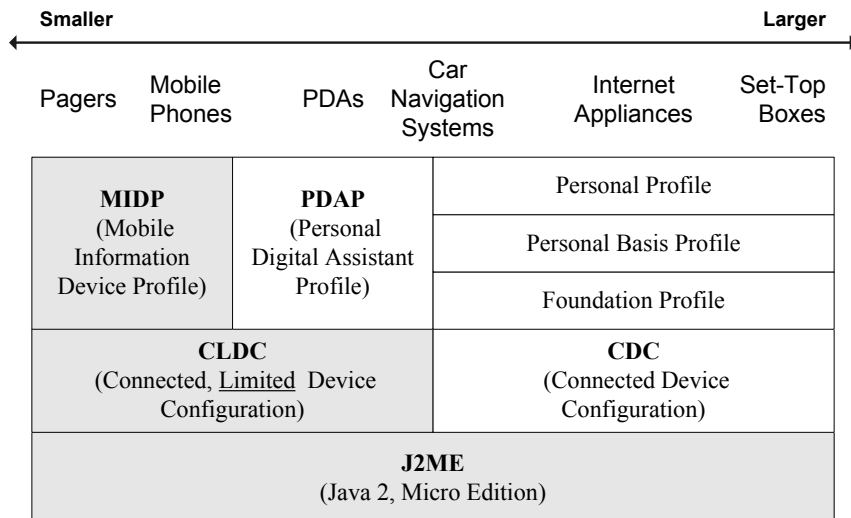 Smaller
Larger
Pagers
Mobile
Phones
PDAs
Car
Navigation
Systems
Internet
Appliances
Set-Top
Boxes
MIDP
(Mobile
Information
Device Profile)
PDAP
(Personal
Digital Assistant
Profile)
Personal Profile
Personal Basis Profile
Foundation Profile
CLDC
(Connected, Limited Device
Configuration)
CDC
(Connected Device
Configuration)
J2ME
(Java 2, Micro Edition)